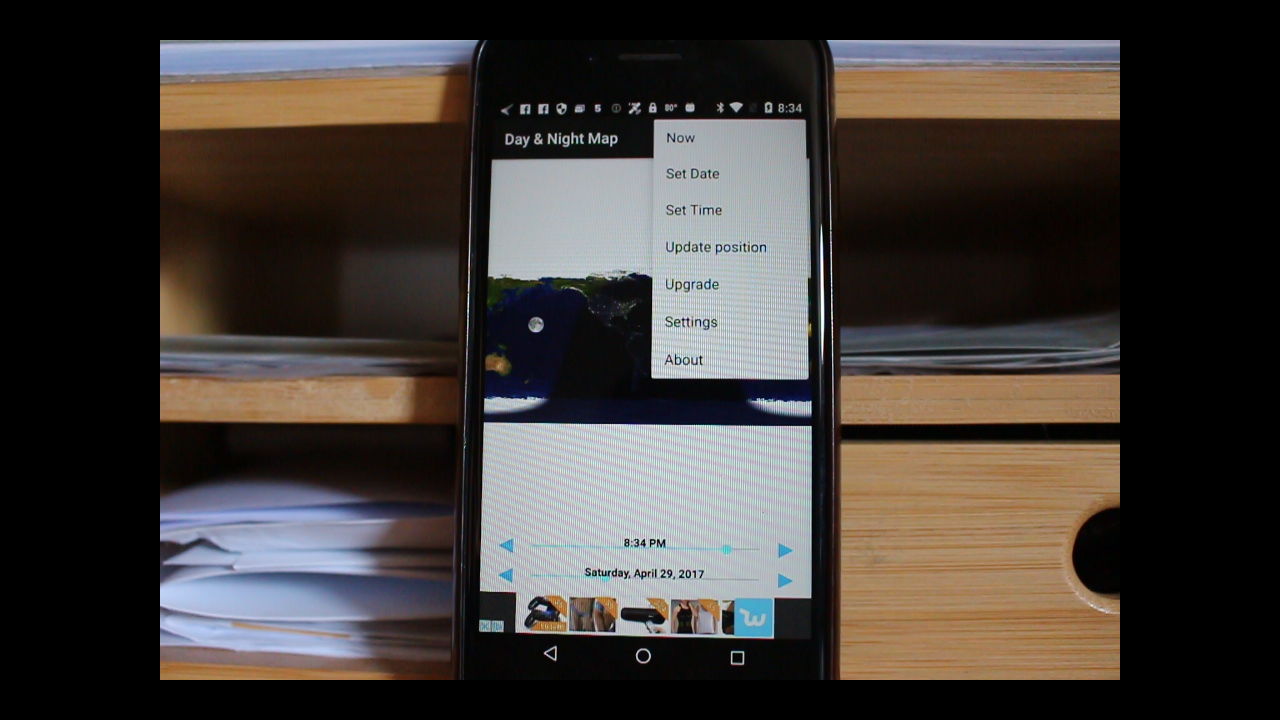 5 80° 8:34
Day & Night Map
Now
Set Date
Set Time
Update position
Upgrade
Settings
About
8:34 PM
Saturday, April 29, 2017